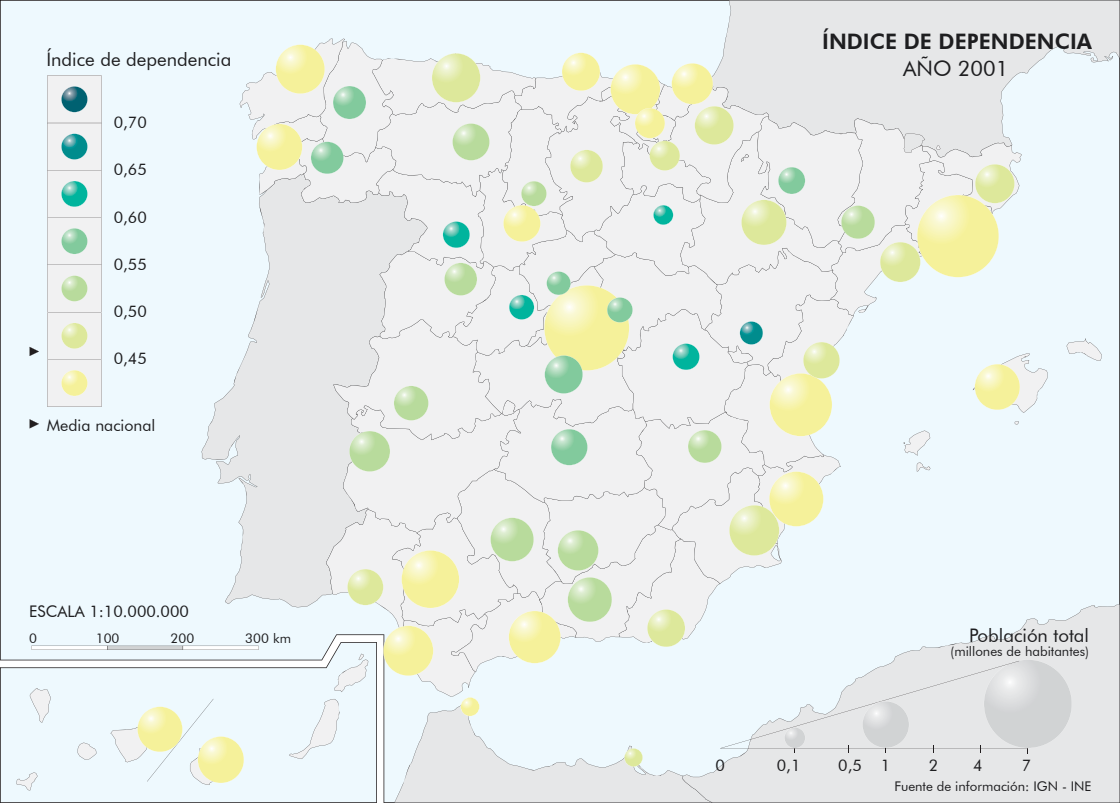 ÍNDICE DE DEPENDENCIA
AÑO 2001
Índice de dependencia
0,70
0,65
0,60
0,55
0,50
0,45
► Media nacional
ESCALA 1:10.000.000
0 100 200 300 km
Población total
(millones de habitantes)
0 0,1 0,5 1 2 4 7
Fuente de información: IGN - INE